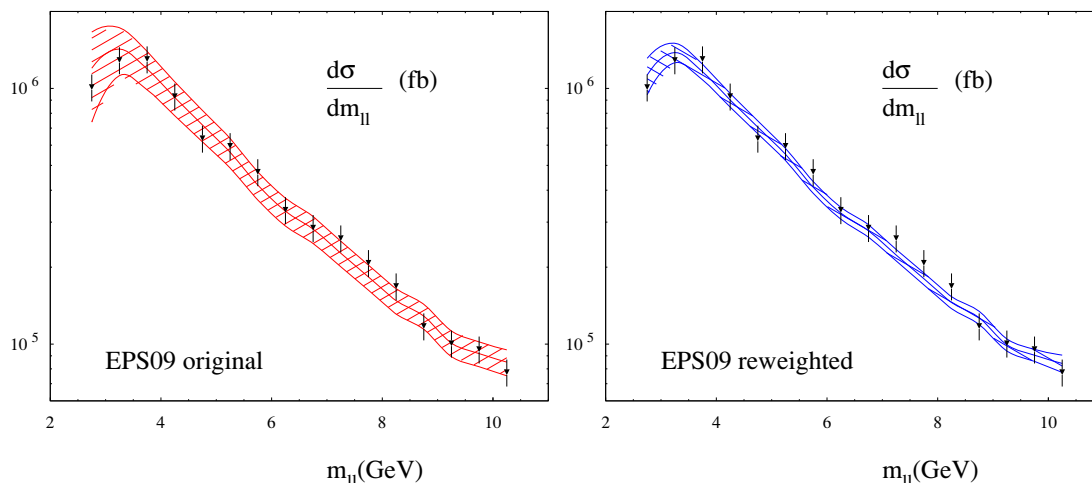 10^6
10^5
dσ
dm_ll
(fb)
EPS09 original
2
4
6
8
10
m_ll(GeV)
10^6
10^5
dσ
dm_ll
(fb)
EPS09 reweighted
2
4
6
8
10
m_ll(GeV)